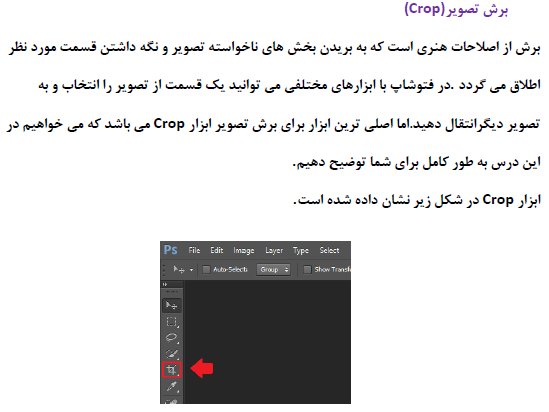 برش تصویر(Crop)
برش از اصلاحات هنری است که به بریدن بخش های ناخواسته تصویر و نگه داشتن قسمت مورد نظر
اطلاق می گردد .در فتوشاپ با ابزارهای مختلفی می توانید یک قسمت از تصویر را انتخاب و به
تصویر دیگرانتقال دهید.اما اصلی ترین ابزار برای برش تصویر ابزار Crop می باشد که می خواهیم در
این درس به طور کامل برای شما توضیح دهیم.
ابزار Crop در شکل زیر نشان داده شده است.
Ps File Edit Image Layer Type Select
Auto-Select: Group Show Transf